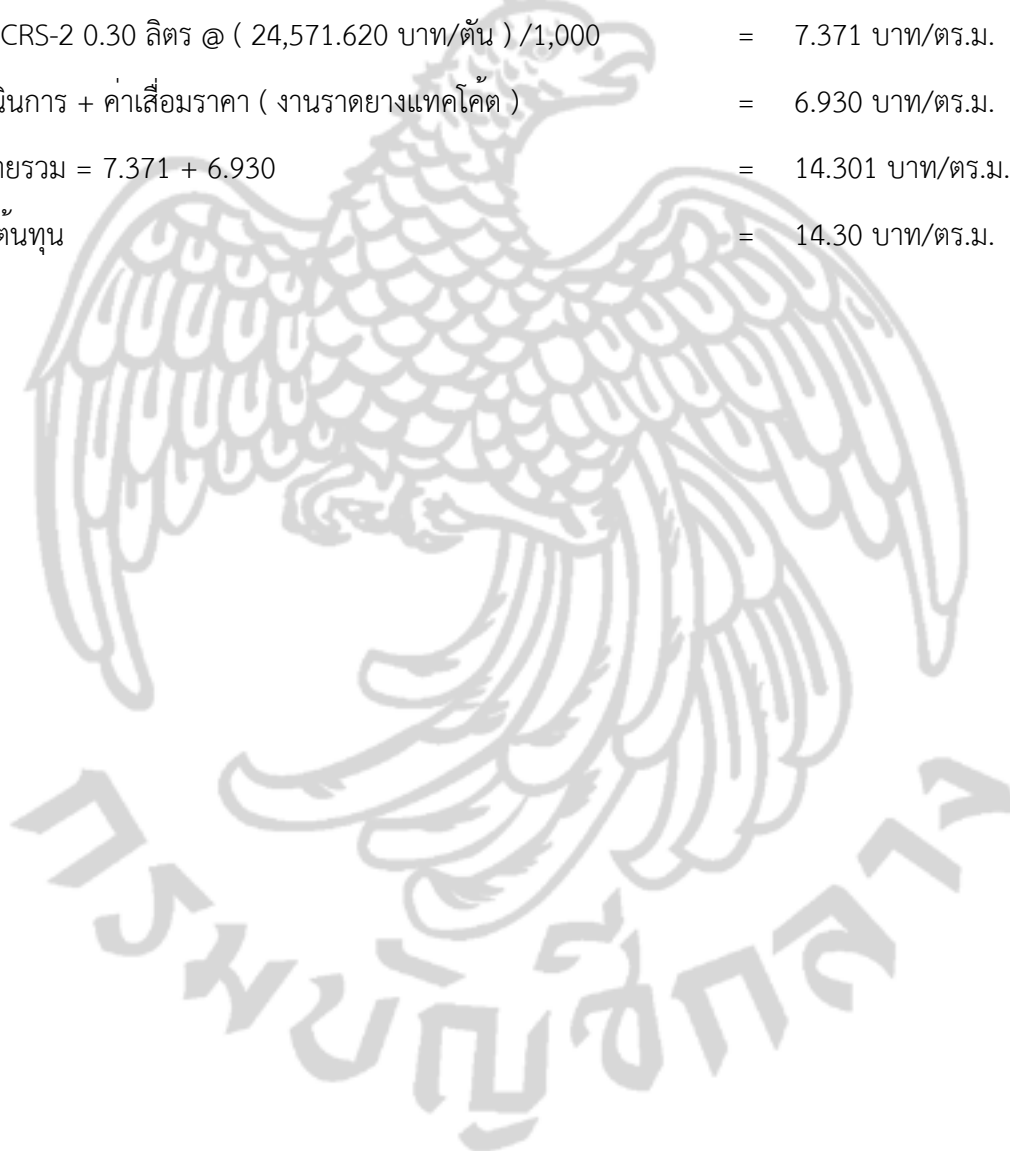 CRS-2 0.30 ลิตร @ ( 24,571.620 บาท/ตัน ) /1,000 = 7.371 บาท/ตร.ม.
นินการ + ค่าเสื่อมราคา ( งานราดยางแทคโค้ต ) = 6.930 บาท/ตร.ม.
ายรวม = 7.371 + 6.930 = 14.301 บาท/ตร.ม.
ต้นทุน = 14.30 บาท/ตร.ม.
กรมบัญชีกลาง